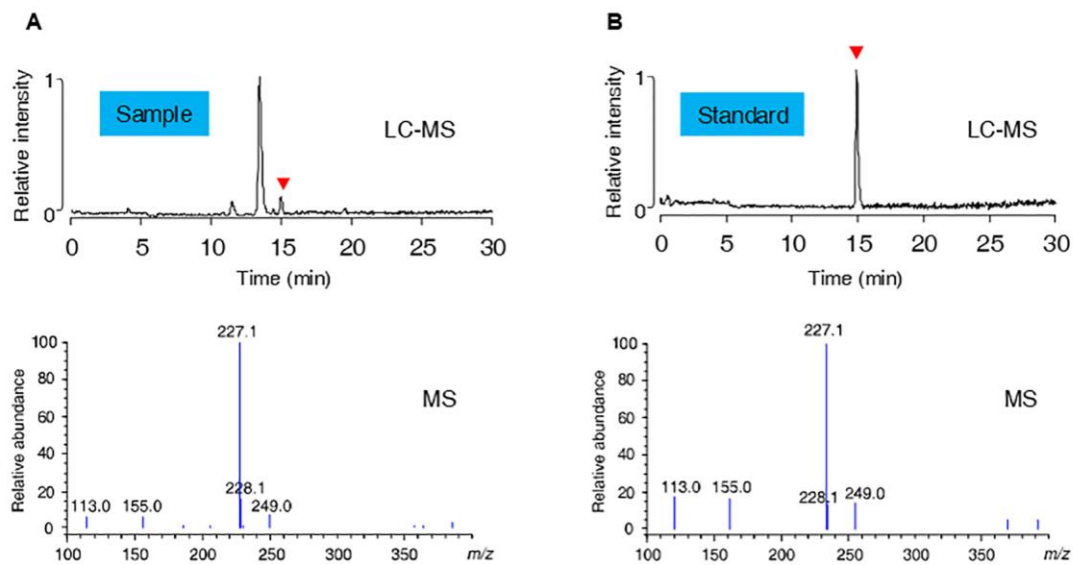 A
Relative intensity
1
0
Sample
LC-MS
0 5 10 15 20 25 30
Time (min)
Relative abundance
100
80
60
40
20
0
227.1
MS
113.0 155.0 228.1 249.0
100 150 200 250 300 350 m/z
B
Relative intensity
1
0
Standard
LC-MS
0 5 10 15 20 25 30
Time (min)
Relative abundance
100
80
60
40
20
0
227.1
MS
113.0 155.0 228.1 249.0
100 150 200 250 300 350 m/z